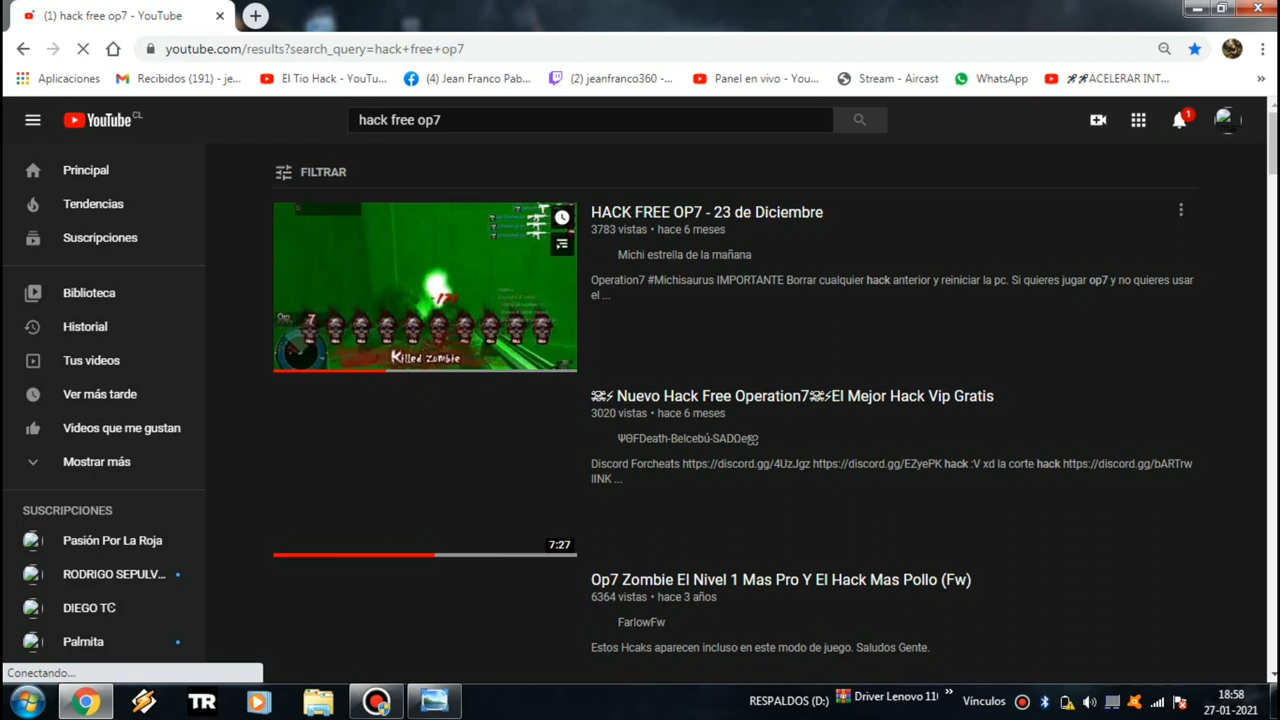 (1) hack free op7 - YouTube
youtube.com/results?search_query=hack+free+op7
Aplicaciones
Recibidos (191) - je...
El Tio Hack - YouTu...
(4) Jean Franco Pab...
(2) jeanfranco360 -...
Panel en vivo - You...
Stream - Aircast
WhatsApp
ACELERAR INT...
»
YouTube CL
hack free op7
1
Principal
Tendencias
Suscripciones
Biblioteca
Historial
Tus videos
Ver más tarde
Videos que me gustan
Mostrar más
SUSCRIPCIONES
Pasión Por La Roja
RODRIGO SEPULV...
DIEGO TC
Palmita
FILTRAR
7
Killed zombie
HACK FREE OP7 - 23 de Diciembre
3783 vistas • hace 6 meses
Michi estrella de la mañana
Operation7 #Michisaurus IMPORTANTE Borrar cualquier hack anterior y reiniciar la pc. Si quieres jugar op7 y no quieres usar
el ...
7:27
Nuevo Hack Free Operation7 El Mejor Hack Vip Gratis
3020 vistas • hace 6 meses
Discord Forcheats https://discord.gg/4UzJgz https://discord.gg/EZyePK hack :V xd la corte hack https://discord.gg/bARTrw
lINK ...
Op7 Zombie El Nivel 1 Mas Pro Y El Hack Mas Pollo (Fw)
6364 vistas • hace 3 años
FarlowFw
Estos Hcaks aparecen incluso en este modo de juego. Saludos Gente.
Conectando...
TR
RESPALDOS (D:)
Driver Lenovo 110
»
Vínculos
18:58
27-01-2021